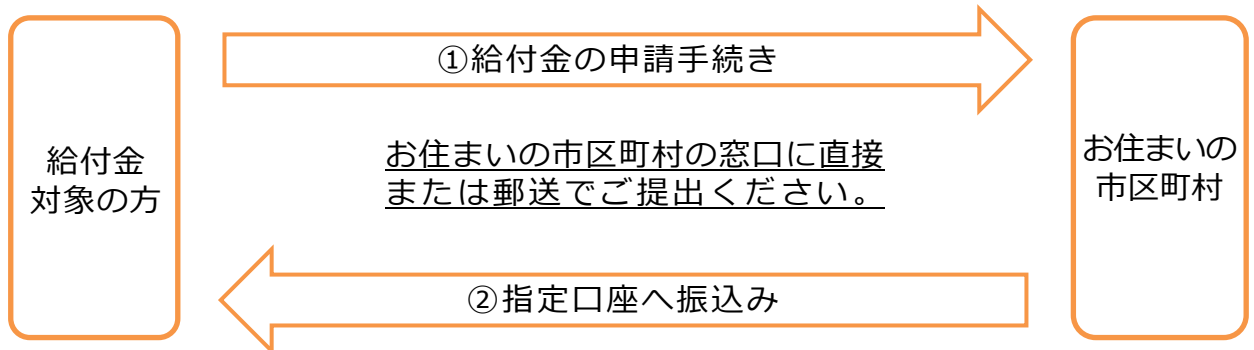 ①給付金の申請手続き
給付金
対象の方
お住まいの市区町村の窓口に直接
または郵送でご提出ください。
お住まいの
市区町村
②指定口座へ振込み